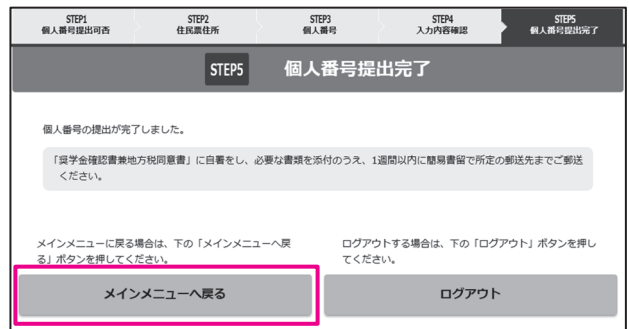 STEP1
個人番号提出可否
STEP2
住民票住所
STEP3
個人番号
STEP4
入力内容確認
STEP5
個人番号提出完了
STEP5 個人番号提出完了
個人番号の提出が完了しました。
「奨学金確認書兼地方税同意書」に自署をし、必要な書類を添付のうえ、1週間以内に簡易書留で所定の郵送先までご郵送
ください。
メインメニューに戻る場合は、下の「メインメニューへ戻
る」ボタンを押してください。
ログアウトする場合は、下の「ログアウト」ボタンを押し
てください。
メインメニューへ戻る
ログアウト